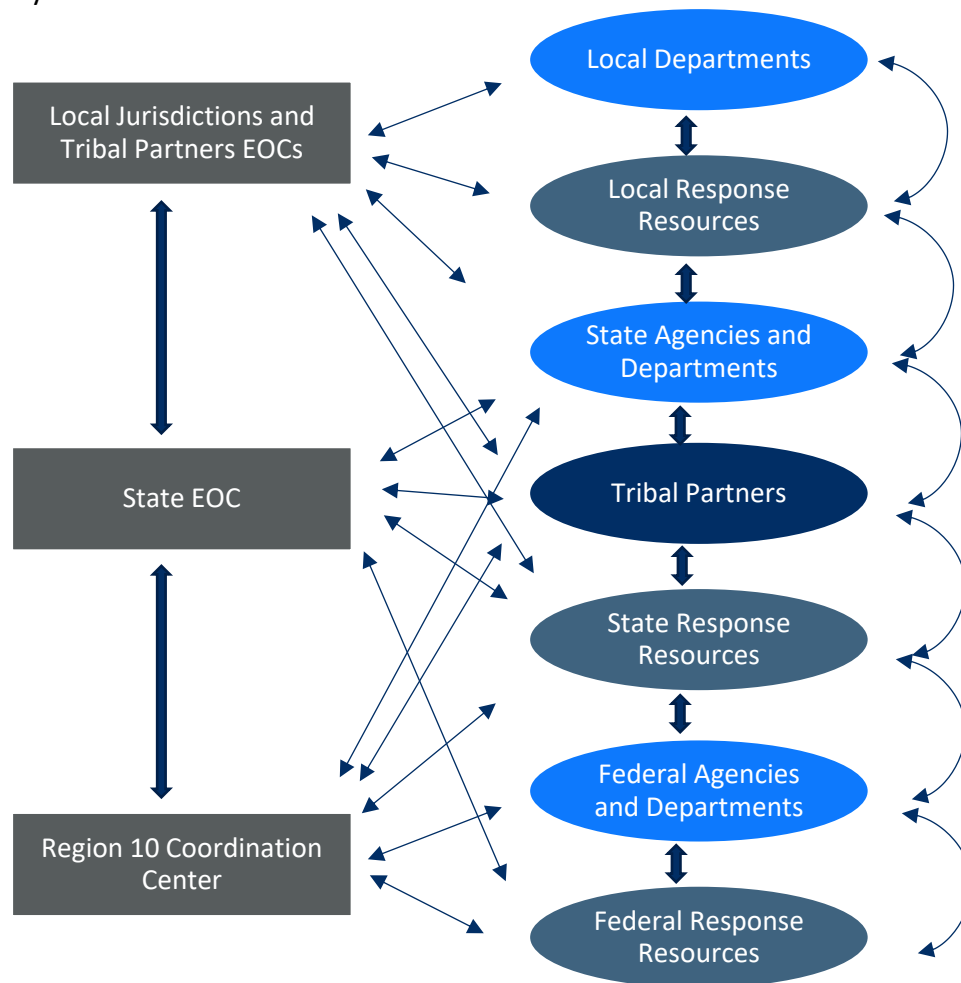 Local Departments
Local Jurisdictions and
Tribal Partners EOCs
Local Response
Resources
State Agencies and
Departments
State EOC
Tribal Partners
State Response
Resources
Federal Agencies
and Departments
Region 10 Coordination
Center
Federal Response
Resources